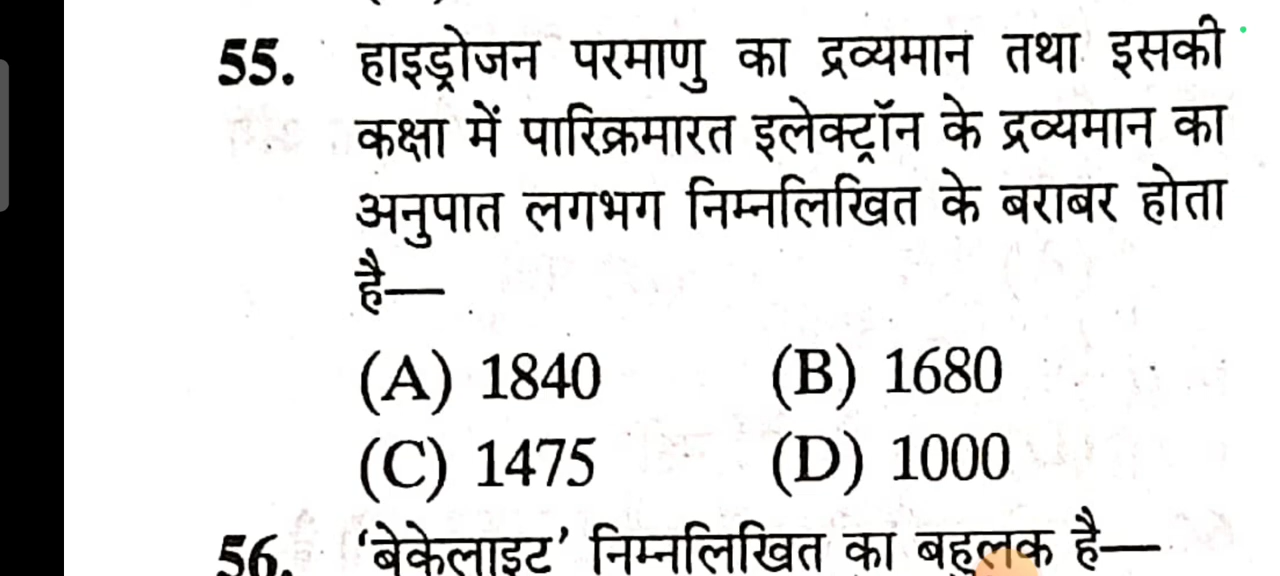 55. हाइड्रोजन परमाणु का द्रव्यमान तथा इसकी
कक्षा में पारिक्रमारत इलेक्ट्रॉन के द्रव्यमान का
अनुपात लगभग निम्नलिखित के बराबर होता
है—
(A) 1840 (B) 1680
(C) 1475 (D) 1000
56. 'बेकेलाइट' निम्नलिखित का बहुलक है—